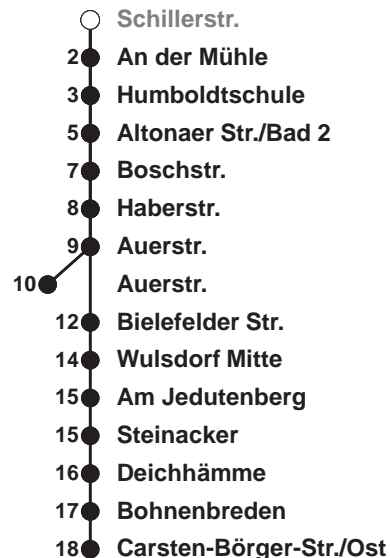 Schillerstr.
2 An der Mühle
3 Humboldtschule
5 Altonaer Str./Bad 2
7 Boschstr.
8 Haberstr.
9 Auerstr.
10 Auerstr.
12 Bielefelder Str.
14 Wulsdorf Mitte
15 Am Jedutenberg
15 Steinacker
16 Deichhämme
17 Bohnenbreden
18 Carsten-Börger-Str./Ost